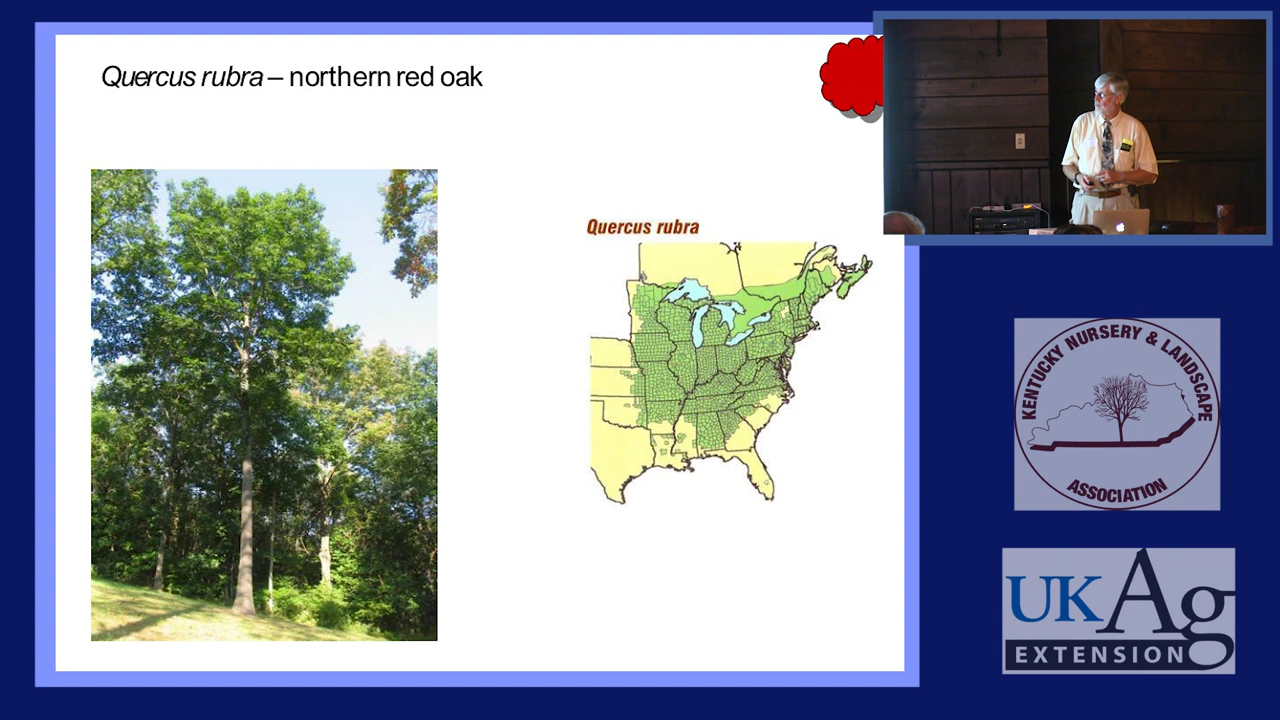 Quercus rubra – northern red oak
Quercus rubra
KENTUCKY NURSERY & LANDSCAPE
ASSOCIATION
UKAg
EXTENSION